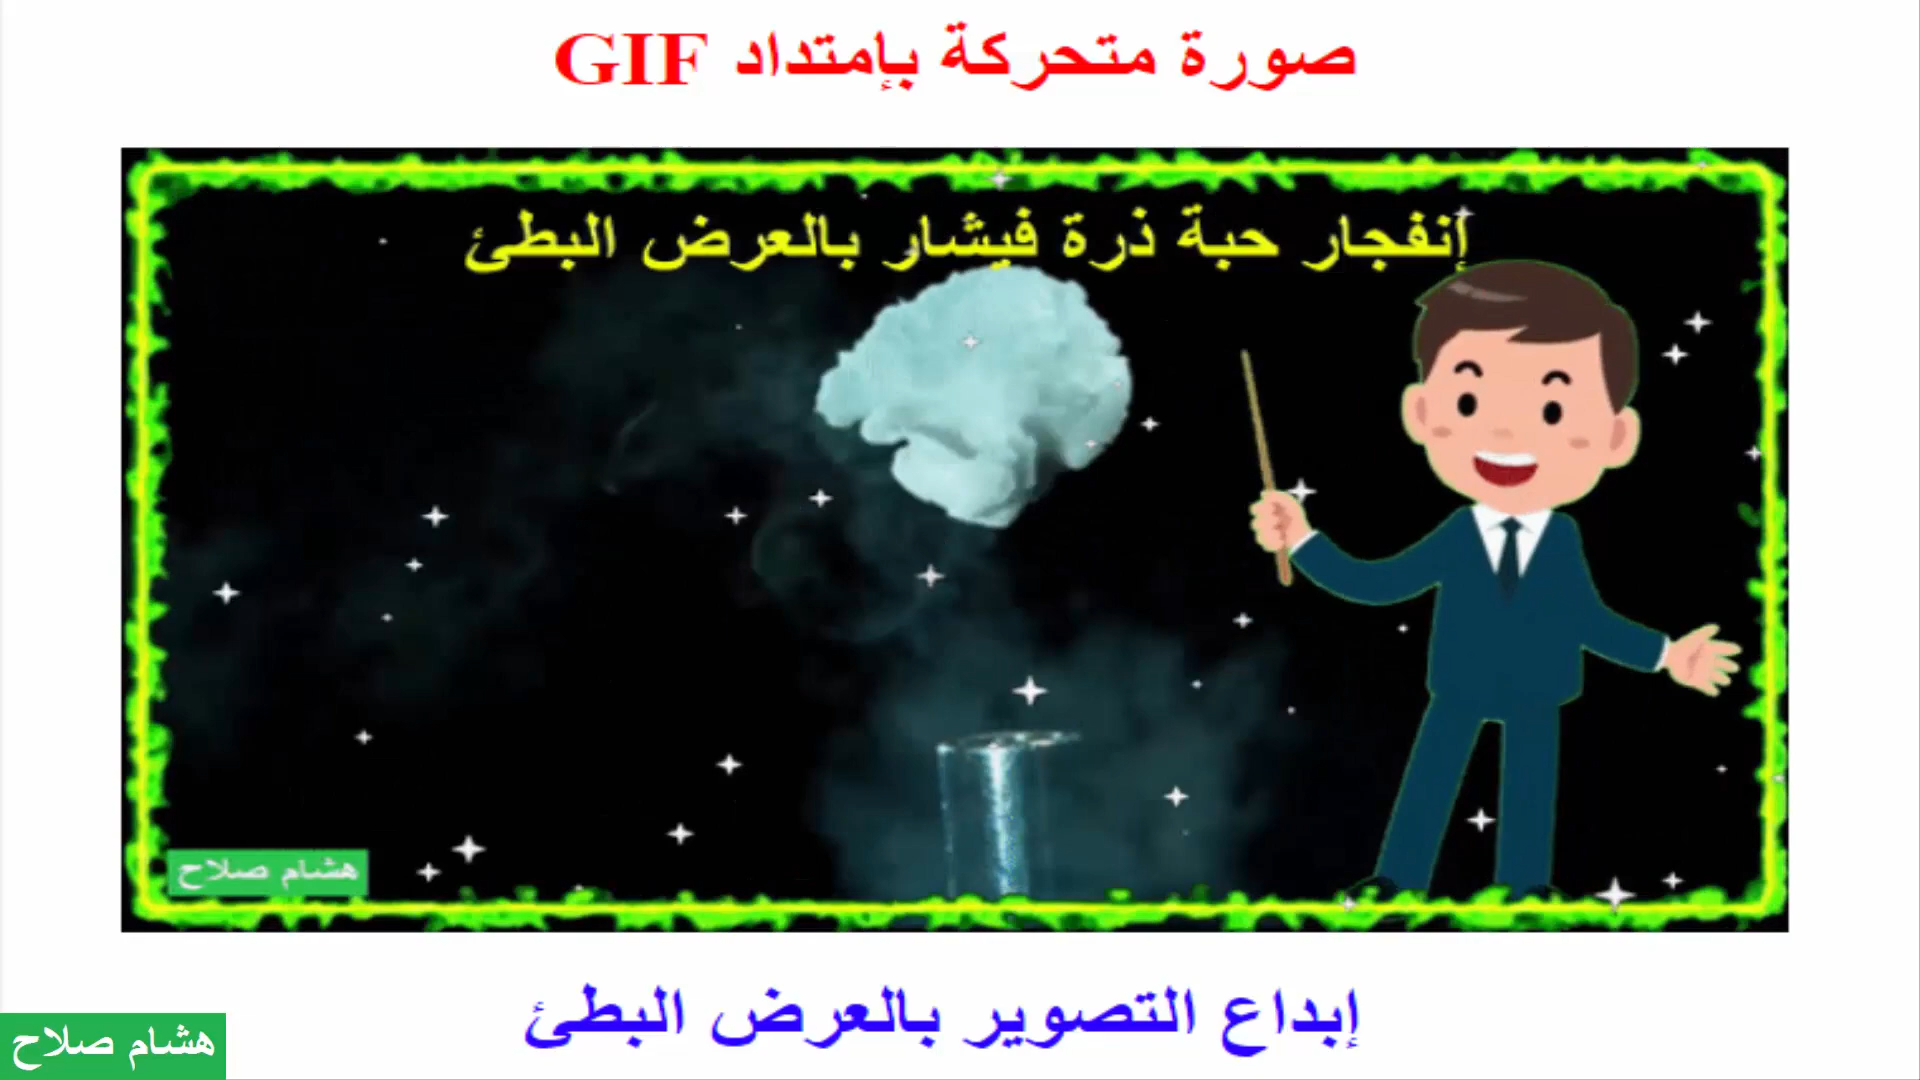 صورة متحركة بإمتداد GIF
إنفجار حبة ذرة فيشار بالعرض البطئ
هشام صلاح
إبداع التصوير بالعرض البطئ
هشام صلاح